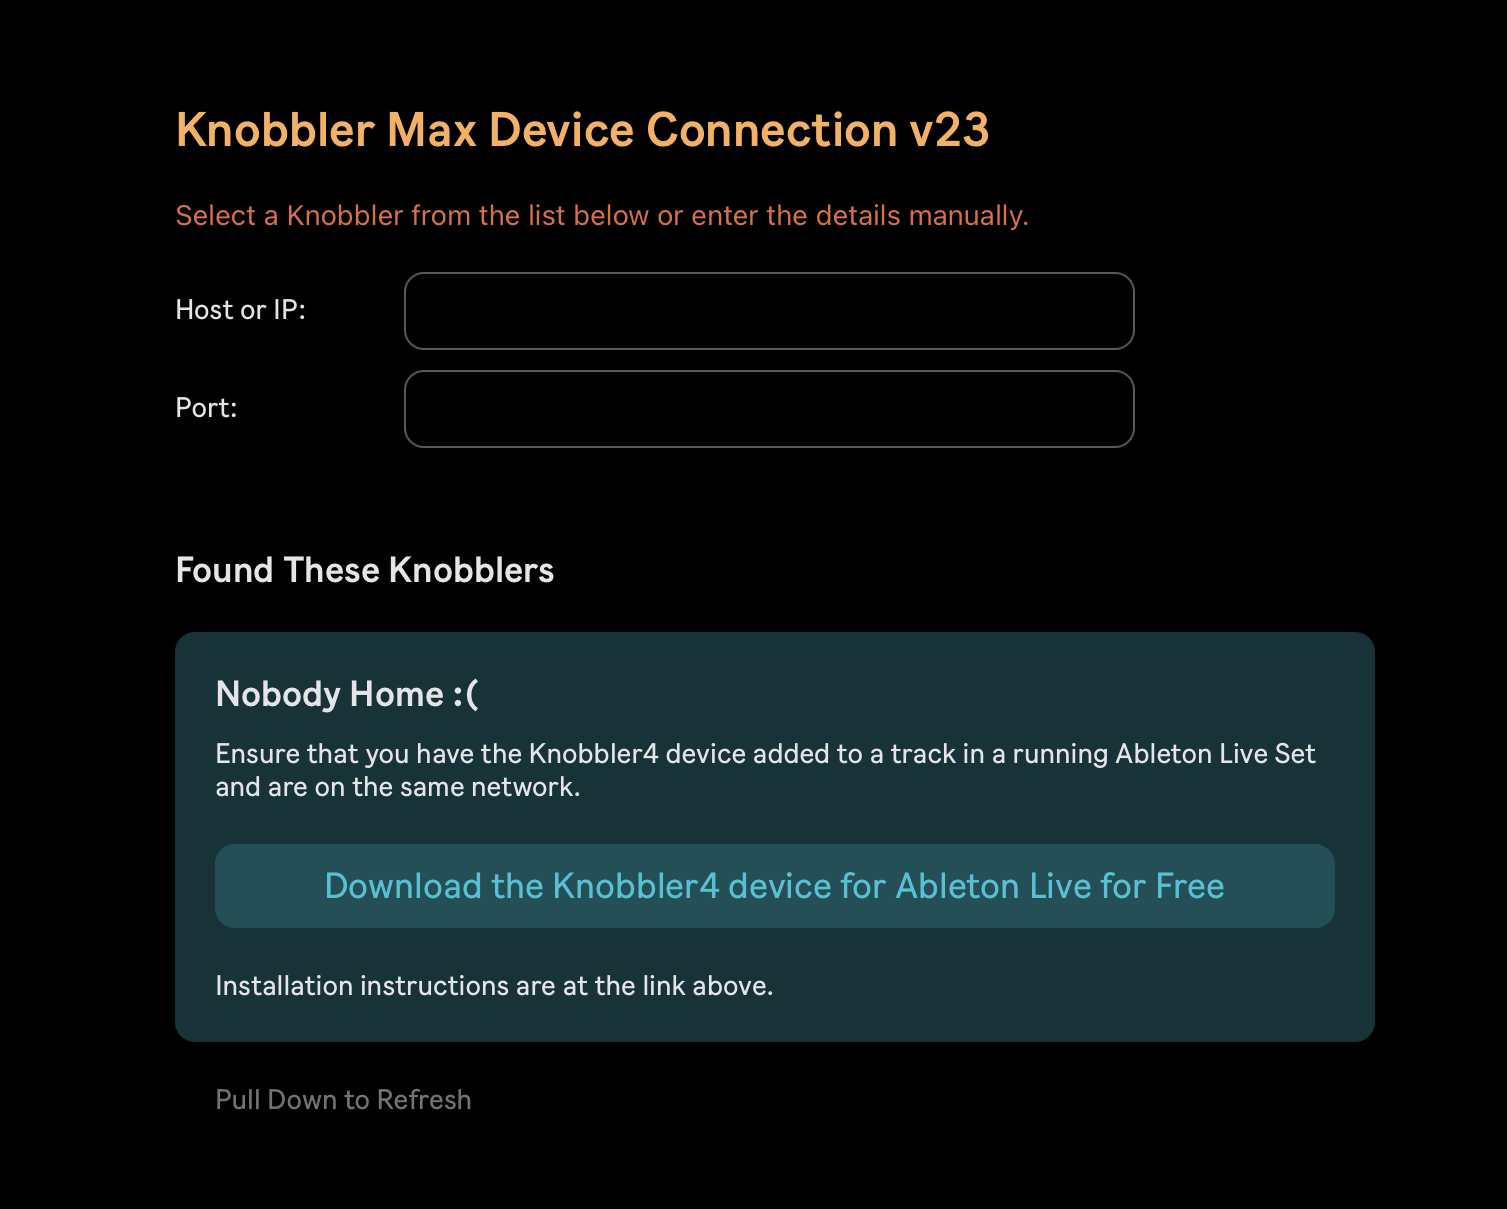 Knobbler Max Device Connection v23
Select a Knobbler from the list below or enter the details manually.
Host or IP:
Port:
Found These Knobblers
Nobody Home :(
Ensure that you have the Knobbler4 device added to a track in a running Ableton Live Set
and are on the same network.
Download the Knobbler4 device for Ableton Live for Free
Installation instructions are at the link above.
Pull Down to Refresh